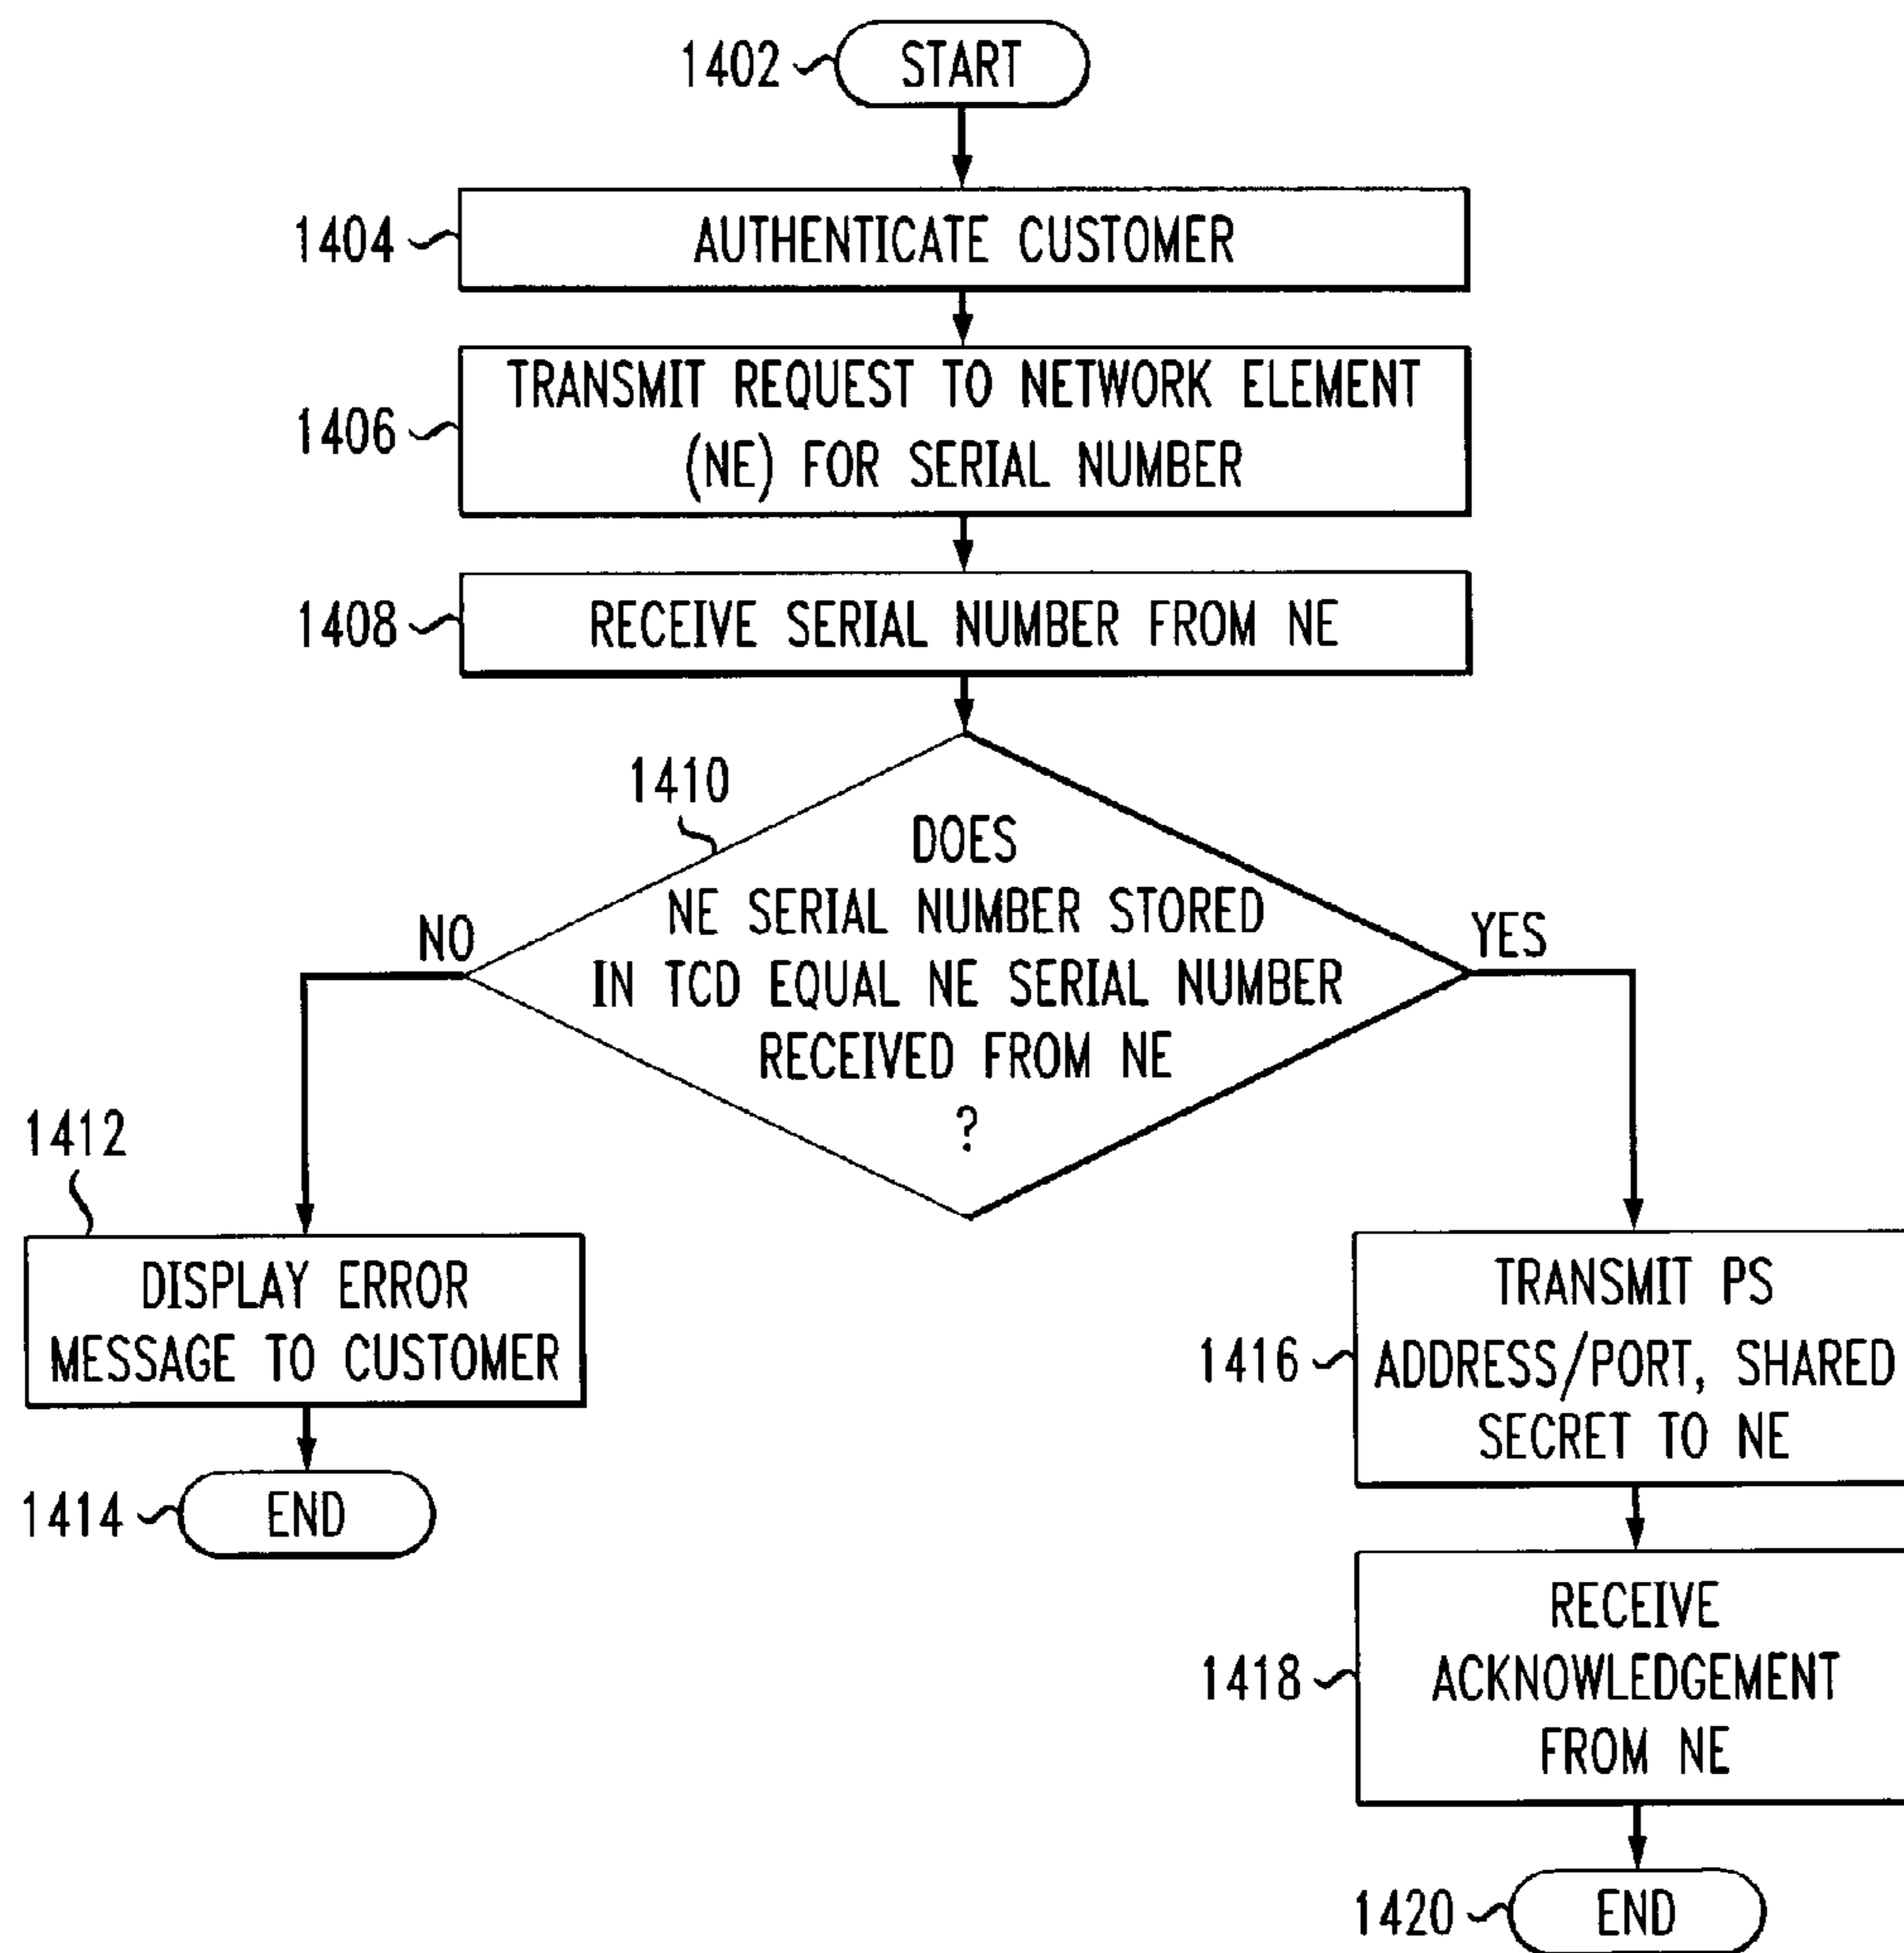 1402
START
1404
AUTHENTICATE CUSTOMER
1406
TRANSMIT REQUEST TO NETWORK ELEMENT
(NE) FOR SERIAL NUMBER
1408
RECEIVE SERIAL NUMBER FROM NE
1410
DOES
NE SERIAL NUMBER STORED
IN TCD EQUAL NE SERIAL NUMBER
RECEIVED FROM NE
?
NO
YES
1412
DISPLAY ERROR
MESSAGE TO CUSTOMER
1414
END
1416
TRANSMIT PS
ADDRESS/PORT, SHARED
SECRET TO NE
1418
RECEIVE
ACKNOWLEDGEMENT
FROM NE
1420
END